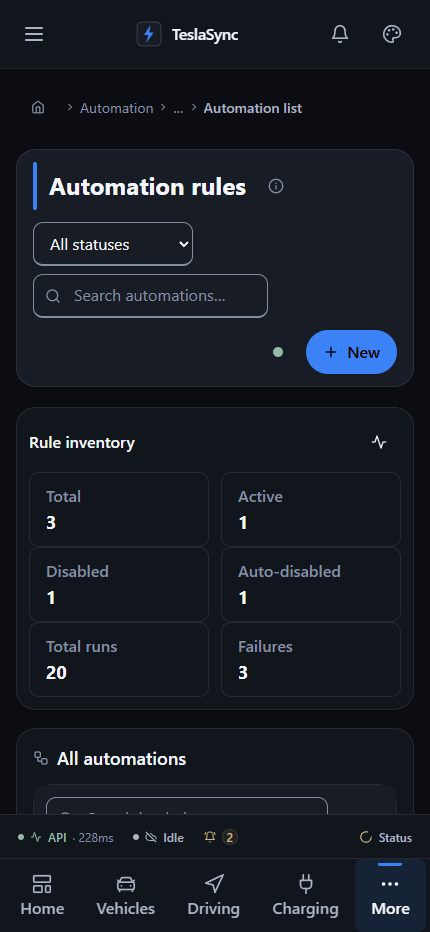 TeslaSync
Automation > ... > Automation list
Automation rules
All statuses
Search automations...
+ New
Rule inventory
Total
3
Active
1
Disabled
1
Auto-disabled
1
Total runs
20
Failures
3
All automations
API · 228ms
Idle
2
Status
Home
Vehicles
Driving
Charging
More